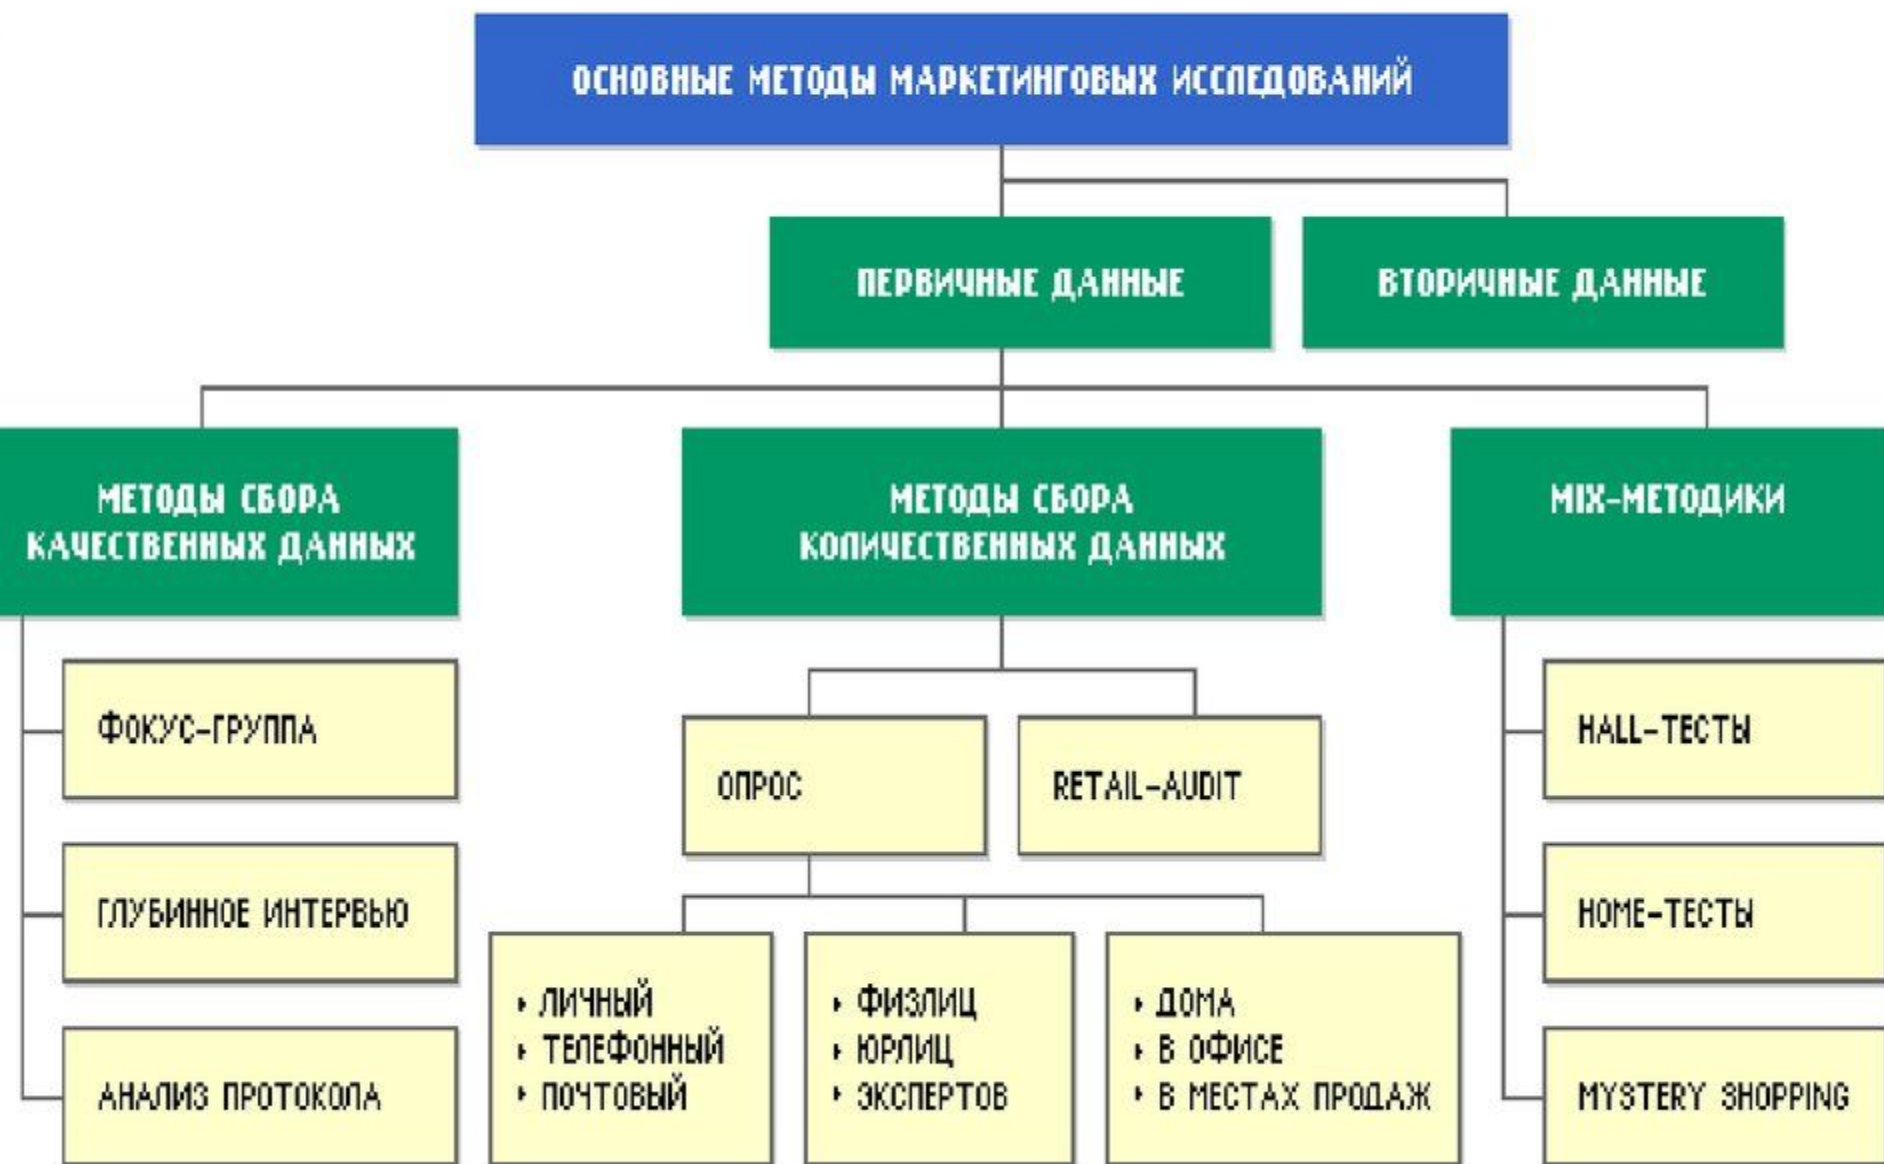 ОСНОВНЫЕ МЕТОДЫ МАРКЕТИНГОВЫХ ИССЛЕДОВАНИЙ
ПЕРВИЧНЫЕ ДАННЫЕ
ВТОРИЧНЫЕ ДАННЫЕ
МЕТОДЫ СБОРА
КАЧЕСТВЕННЫХ ДАННЫХ
МЕТОДЫ СБОРА
КОЛИЧЕСТВЕННЫХ ДАННЫХ
MIX-МЕТОДИКИ
ФОКУС-ГРУППА
ГЛУБИННОЕ ИНТЕРВЬЮ
АНАЛИЗ ПРОТОКОЛА
ОПРОС
RETAIL-AUDIT
‣ ЛИЧНЫЙ
‣ ТЕЛЕФОННЫЙ
‣ ПОЧТОВЫЙ
‣ ФИЗЛИЦ
‣ ЮРЛИЦ
‣ ЭКСПЕРТОВ
‣ ДОМА
‣ В ОФИСЕ
‣ В МЕСТАХ ПРОДАЖ
HALL-ТЕСТЫ
HOME-ТЕСТЫ
MYSTERY SHOPPING